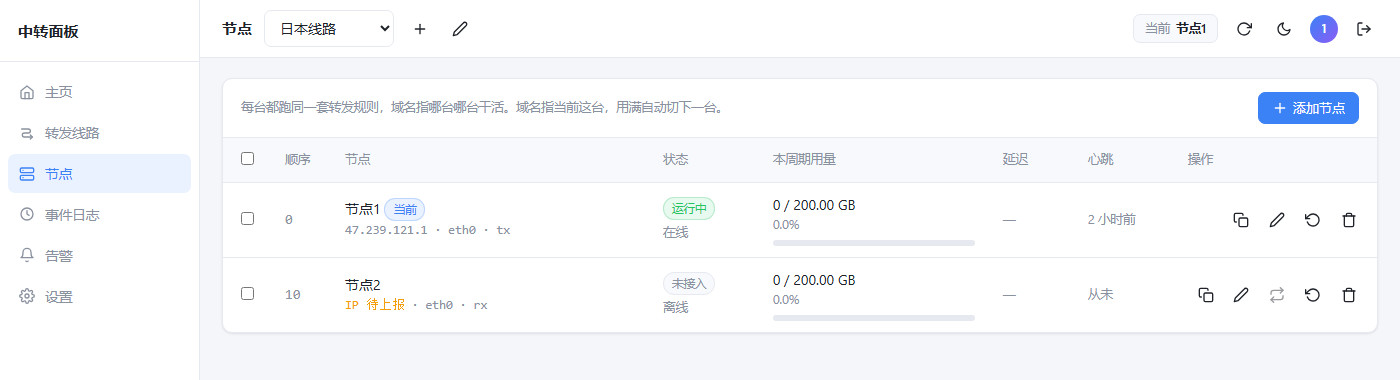 中转面板
节点 日本线路
当前 节点1
1
主页
转发线路
节点
事件日志
告警
设置
每台都跑同一套转发规则，域名指哪台哪台干活。域名指当前这台，用满自动切下一台。
添加节点
顺序 节点 状态 本周期用量 延迟 心跳 操作
0 节点1 当前 运行中 0 / 200.00 GB — 2 小时前
47.239.121.1 · eth0 · tx 在线 0.0%
10 节点2 未接入 0 / 200.00 GB — 从未
IP 待上报 · eth0 · rx 离线 0.0%